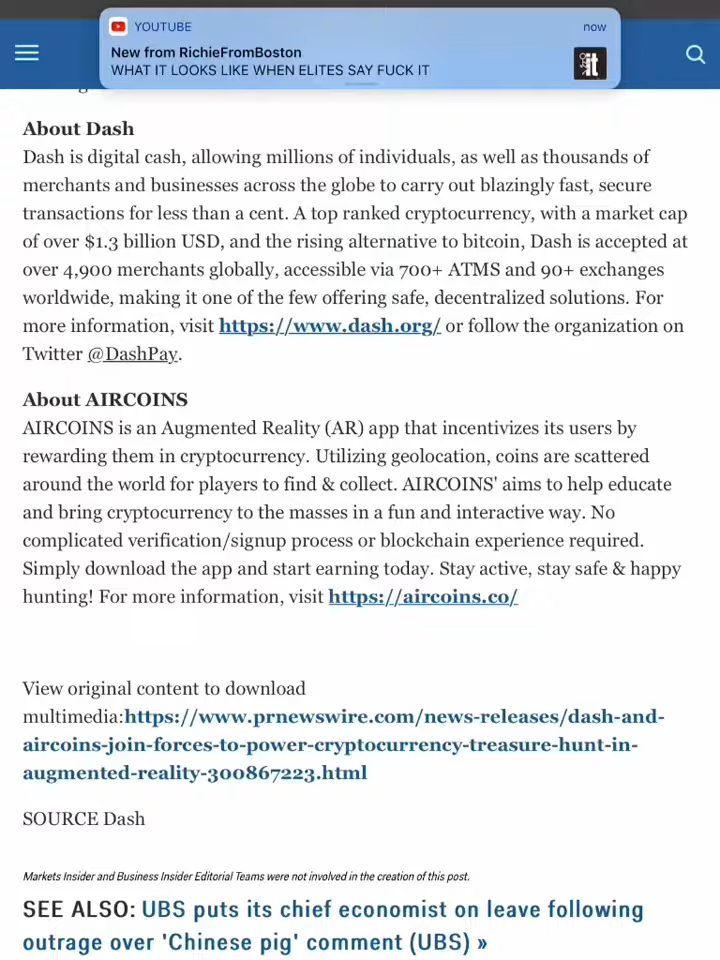 YOUTUBE now
New from RichieFromBoston
WHAT IT LOOKS LIKE WHEN ELITES SAY FUCK IT
it
About Dash
Dash is digital cash, allowing millions of individuals, as well as thousands of
merchants and businesses across the globe to carry out blazingly fast, secure
transactions for less than a cent. A top ranked cryptocurrency, with a market cap
of over $1.3 billion USD, and the rising alternative to bitcoin, Dash is accepted at
over 4,900 merchants globally, accessible via 700+ ATMS and 90+ exchanges
worldwide, making it one of the few offering safe, decentralized solutions. For
more information, visit https://www.dash.org/ or follow the organization on
Twitter @DashPay.
About AIRCOINS
AIRCOINS is an Augmented Reality (AR) app that incentivizes its users by
rewarding them in cryptocurrency. Utilizing geolocation, coins are scattered
around the world for players to find & collect. AIRCOINS' aims to help educate
and bring cryptocurrency to the masses in a fun and interactive way. No
complicated verification/signup process or blockchain experience required.
Simply download the app and start earning today. Stay active, stay safe & happy
hunting! For more information, visit https://aircoins.co/
View original content to download
multimedia:https://www.prnewswire.com/news-releases/dash-and-
aircoins-join-forces-to-power-cryptocurrency-treasure-hunt-in-
augmented-reality-300867223.html
SOURCE Dash
Markets Insider and Business Insider Editorial Teams were not involved in the creation of this post.
SEE ALSO: UBS puts its chief economist on leave following
outrage over 'Chinese pig' comment (UBS) »